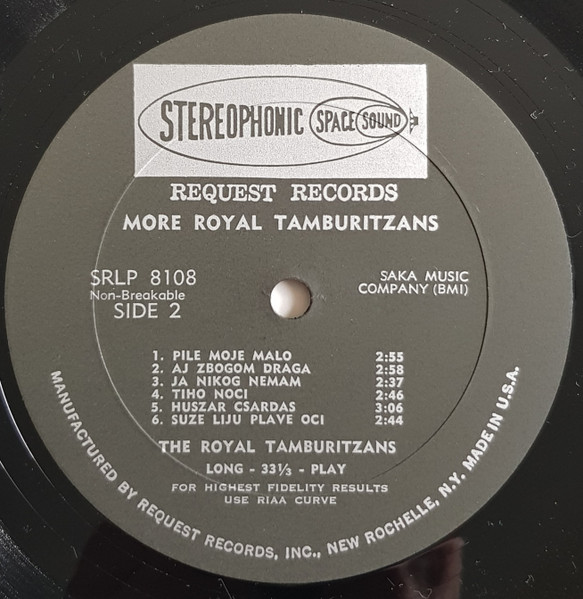 STEREOPHONIC SPACE SOUND
REQUEST RECORDS
MORE ROYAL TAMBURITZANS
SRLP 8108
Non-Breakable
SIDE 2
SAKA MUSIC
COMPANY (BMI)
1. PILE MOJE MALO 2:55
2. AJ ZBOGOM DRAGA 2:58
3. JA NIKOG NEMAM 2:37
4. TIHO NOCI 2:46
5. HUSZAR CSARDAS 3:06
6. SUZE LIJU PLAVE OCI 2:44
THE ROYAL TAMBURITZANS
LONG - 33⅓ - PLAY
FOR HIGHEST FIDELITY RESULTS
USE RIAA CURVE
MANUFACTURED BY REQUEST RECORDS, INC., NEW ROCHELLE, N.Y. MADE IN U.S.A.